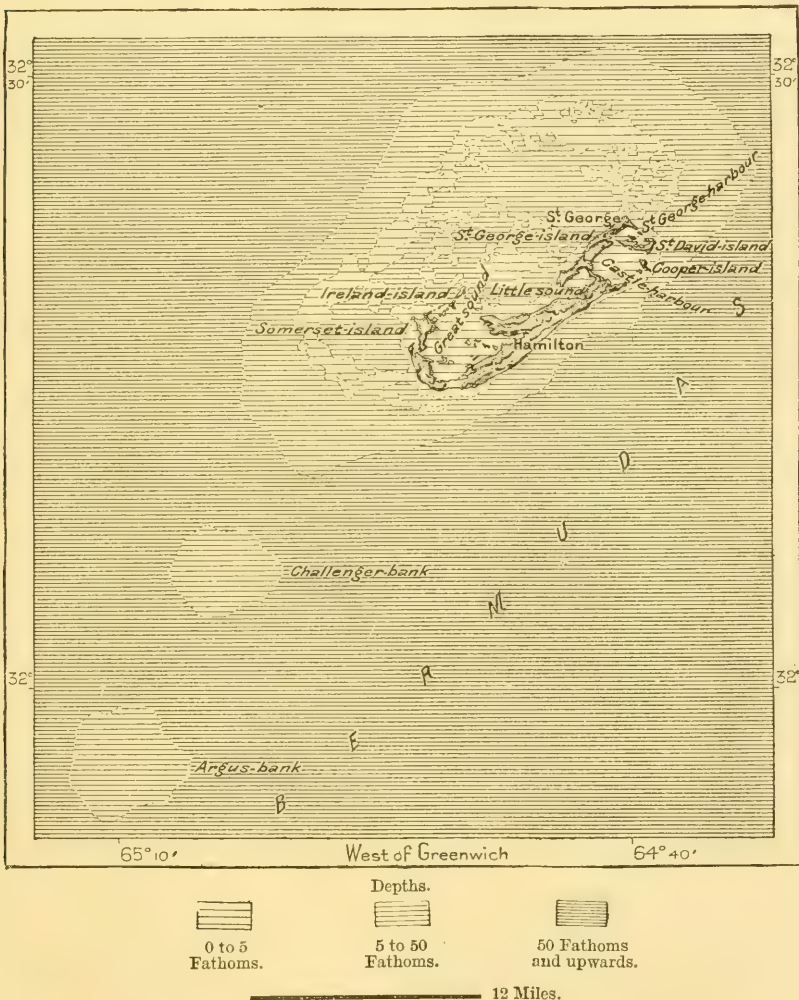 32°
30'
32°
30'
St. George
St. George-harbour
St. George-island
St. David-island
Cooper-island
Castle-harbour
Little sound
Ireland-island
Great sound
Somerset-island
Hamilton
BERMUDAS
Challenger-bank
32°
32°
Argus-bank
65° 10'
West of Greenwich
64° 40'
Depths.
0 to 5
Fathoms.
5 to 50
Fathoms.
50 Fathoms
and upwards.
12 Miles.